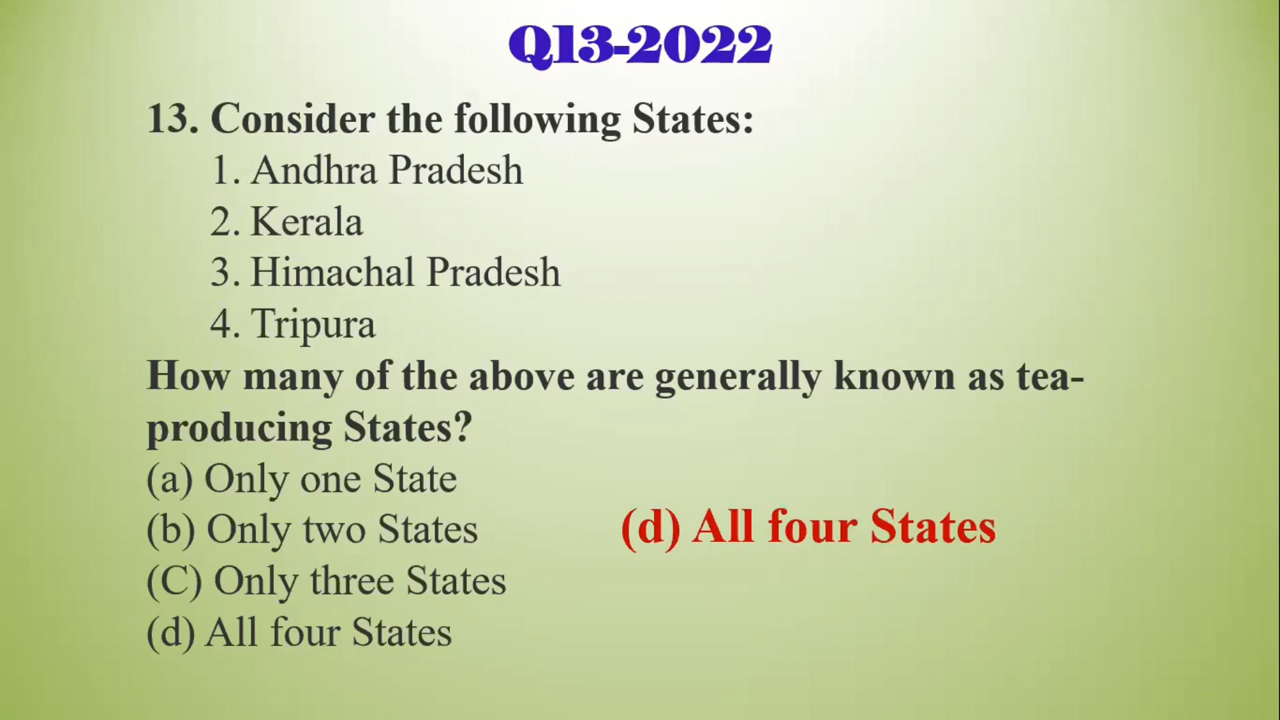 Q13-2022
13. Consider the following States:
1. Andhra Pradesh
2. Kerala
3. Himachal Pradesh
4. Tripura
How many of the above are generally known as tea-
producing States?
(a) Only one State
(b) Only two States
(d) All four States
(C) Only three States
(d) All four States